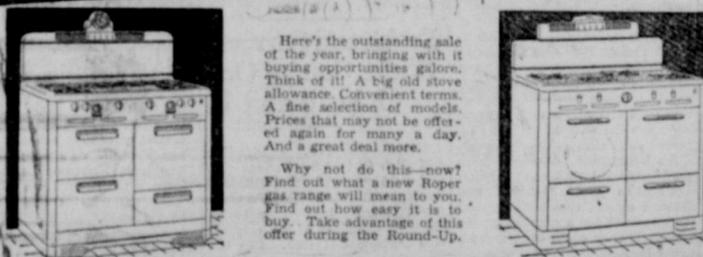 Here's the outstanding sale
of the year, bringing with it
buying opportunities galore.
Think of it! A big old stove
allowance. Convenient terms.
A fine selection of models.
Prices that may not be offer-
ed again for many a day.
And a great deal more.
Why not do this—now?
Find out what a new Roper
gas range will mean to you.
Find out how easy it is to
buy. . Take advantage of this
offer during the Round-Up.